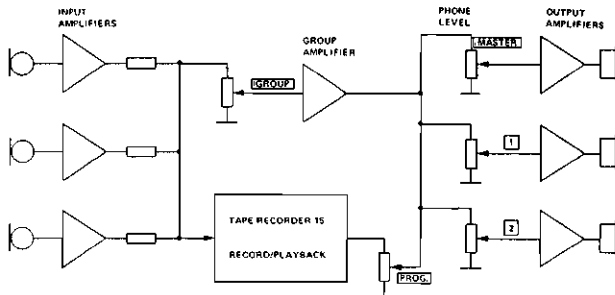 INPUT
AMPLIFIERS
GROUP
AMPLIFIER
PHONE
LEVEL
OUTPUT
AMPLIFIERS
MASTER
GROUP
1
TAPE RECORDER 15
RECORD/PLAYBACK
2
PROG.